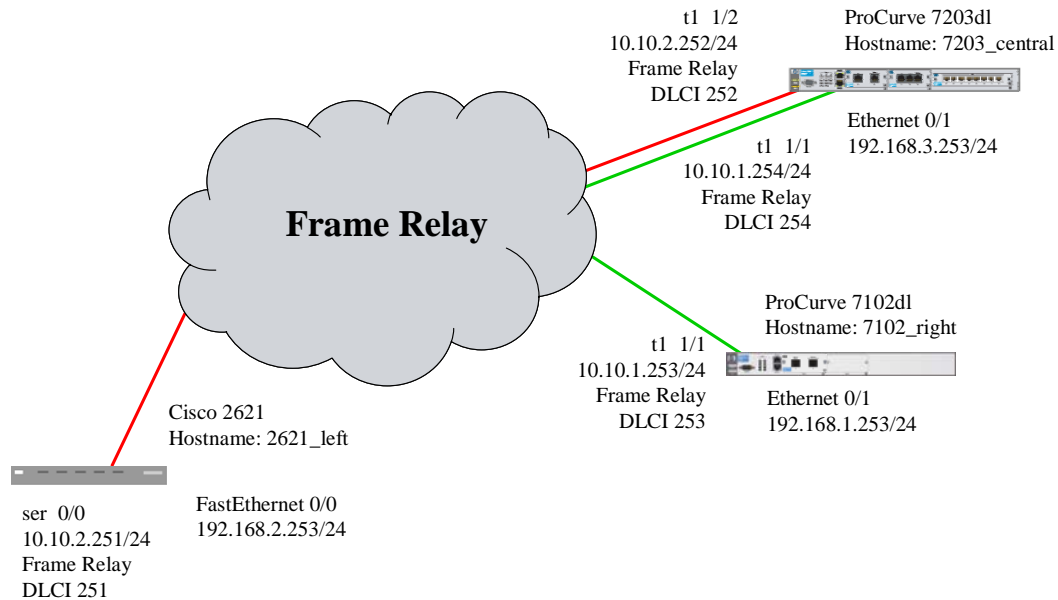 t1 1/2
10.10.2.252/24
Frame Relay
DLCI 252
ProCurve 7203dl
Hostname: 7203_central
Ethernet 0/1
192.168.3.253/24
t1 1/1
10.10.1.254/24
Frame Relay
DLCI 254
Frame Relay
ProCurve 7102dl
Hostname: 7102_right
t1 1/1
10.10.1.253/24
Frame Relay
DLCI 253
Ethernet 0/1
192.168.1.253/24
Cisco 2621
Hostname: 2621_left
ser 0/0
10.10.2.251/24
Frame Relay
DLCI 251
FastEthernet 0/0
192.168.2.253/24